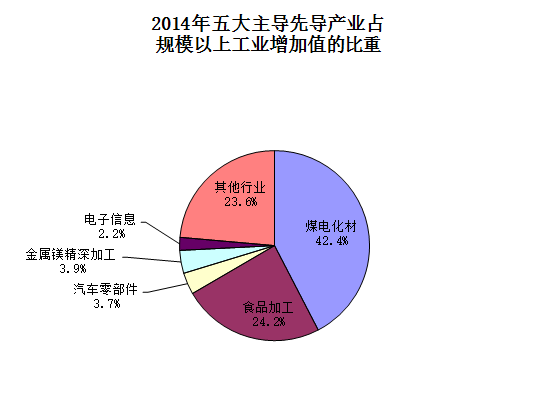 2014年五大主导先导产业占
规模以上工业增加值的比重
其他行业
23.6%
煤电化材
42.4%
电子信息
2.2%
金属镁精深加工
3.9%
汽车零部件
3.7%
食品加工
24.2%